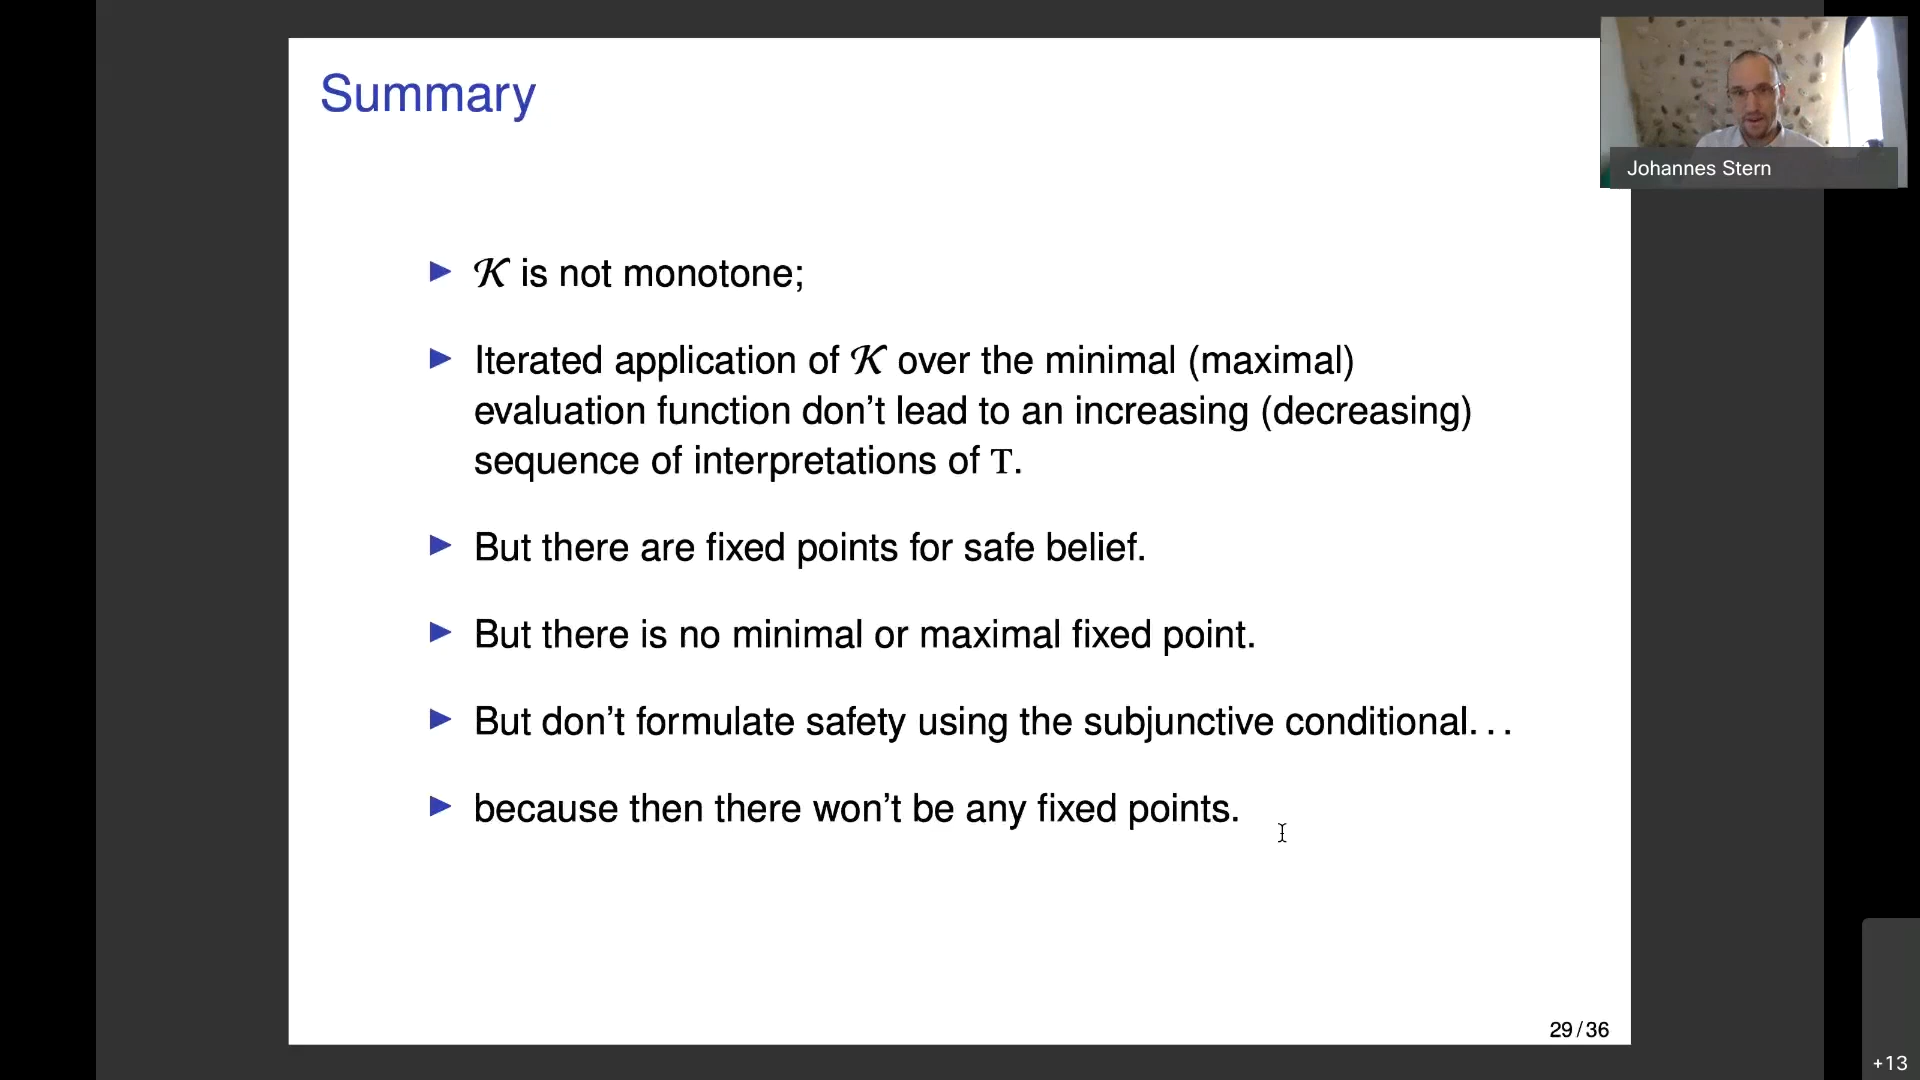 Summary
Johannes Stern
▶ 𝒦 is not monotone;
▶ Iterated application of 𝒦 over the minimal (maximal)
evaluation function don’t lead to an increasing (decreasing)
sequence of interpretations of T.
▶ But there are fixed points for safe belief.
▶ But there is no minimal or maximal fixed point.
▶ But don’t formulate safety using the subjunctive conditional. . .
▶ because then there won’t be any fixed points.
29 / 36
+13